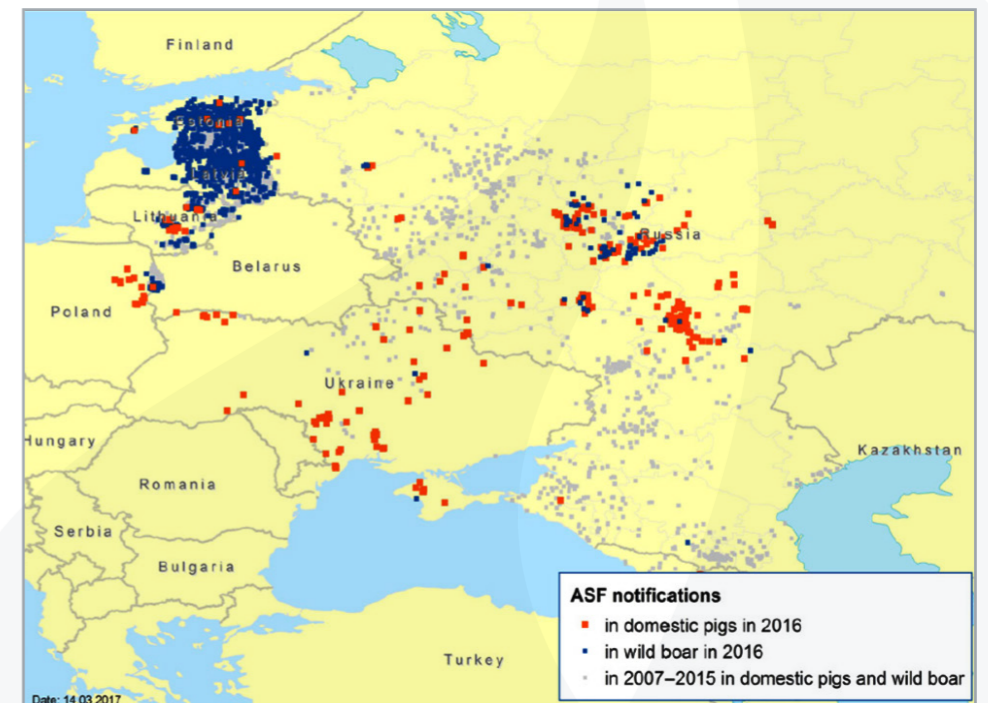 Finland
Estonia
Latvia
Lithuania
Russia
Belarus
Poland
Ukraine
Hungary
Kazakhstan
Romania
Serbia
Bulgaria
Turkey
ASF notifications
in domestic pigs in 2016
in wild boar in 2016
in 2007–2015 in domestic pigs and wild boar
Date: 14.03.2017